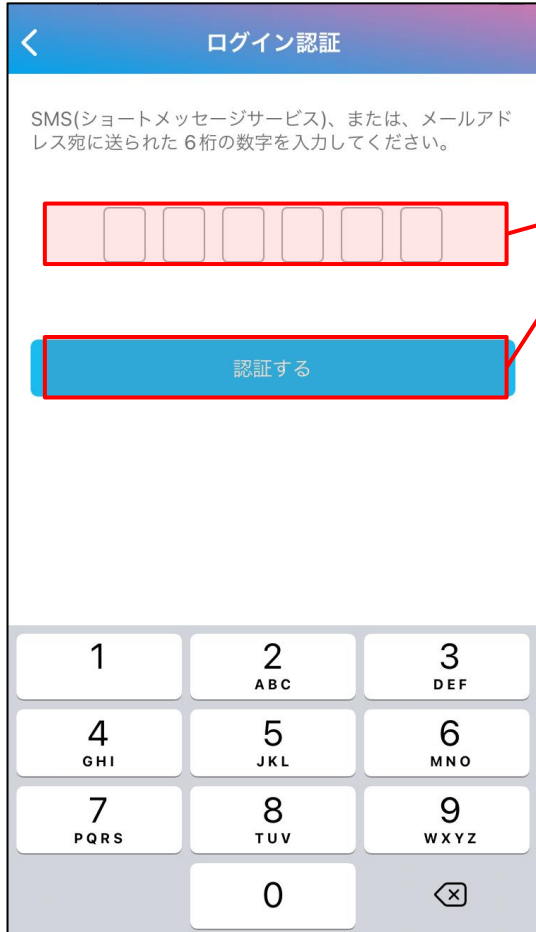 ログイン認証
SMS(ショートメッセージサービス)、または、メールアド
レス宛に送られた 6桁の数字を入力してください。
認証する
1 2 3
ABC DEF
4 5 6
GHI JKL MNO
7 8 9
PQRS TUV WXYZ
0